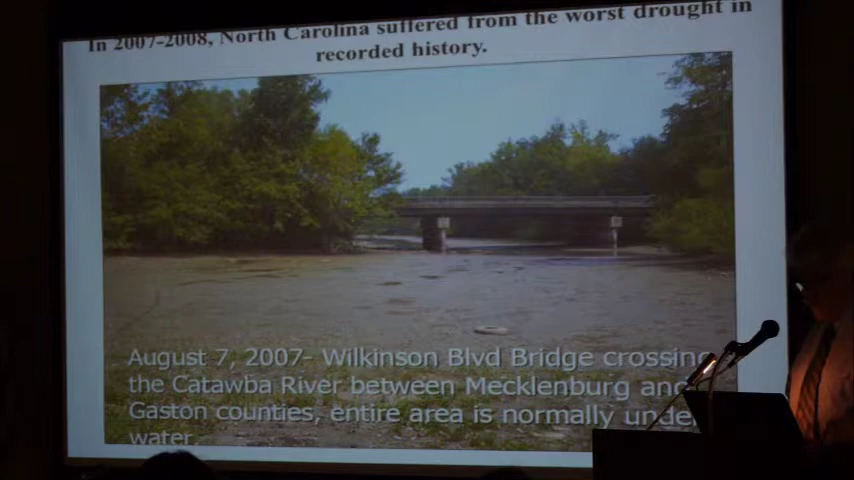 In 2007-2008, North Carolina suffered from the worst drought in
recorded history.
August 7, 2007- Wilkinson Blvd Bridge crossing
the Catawba River between Mecklenburg and
Gaston counties, entire area is normally under
water.